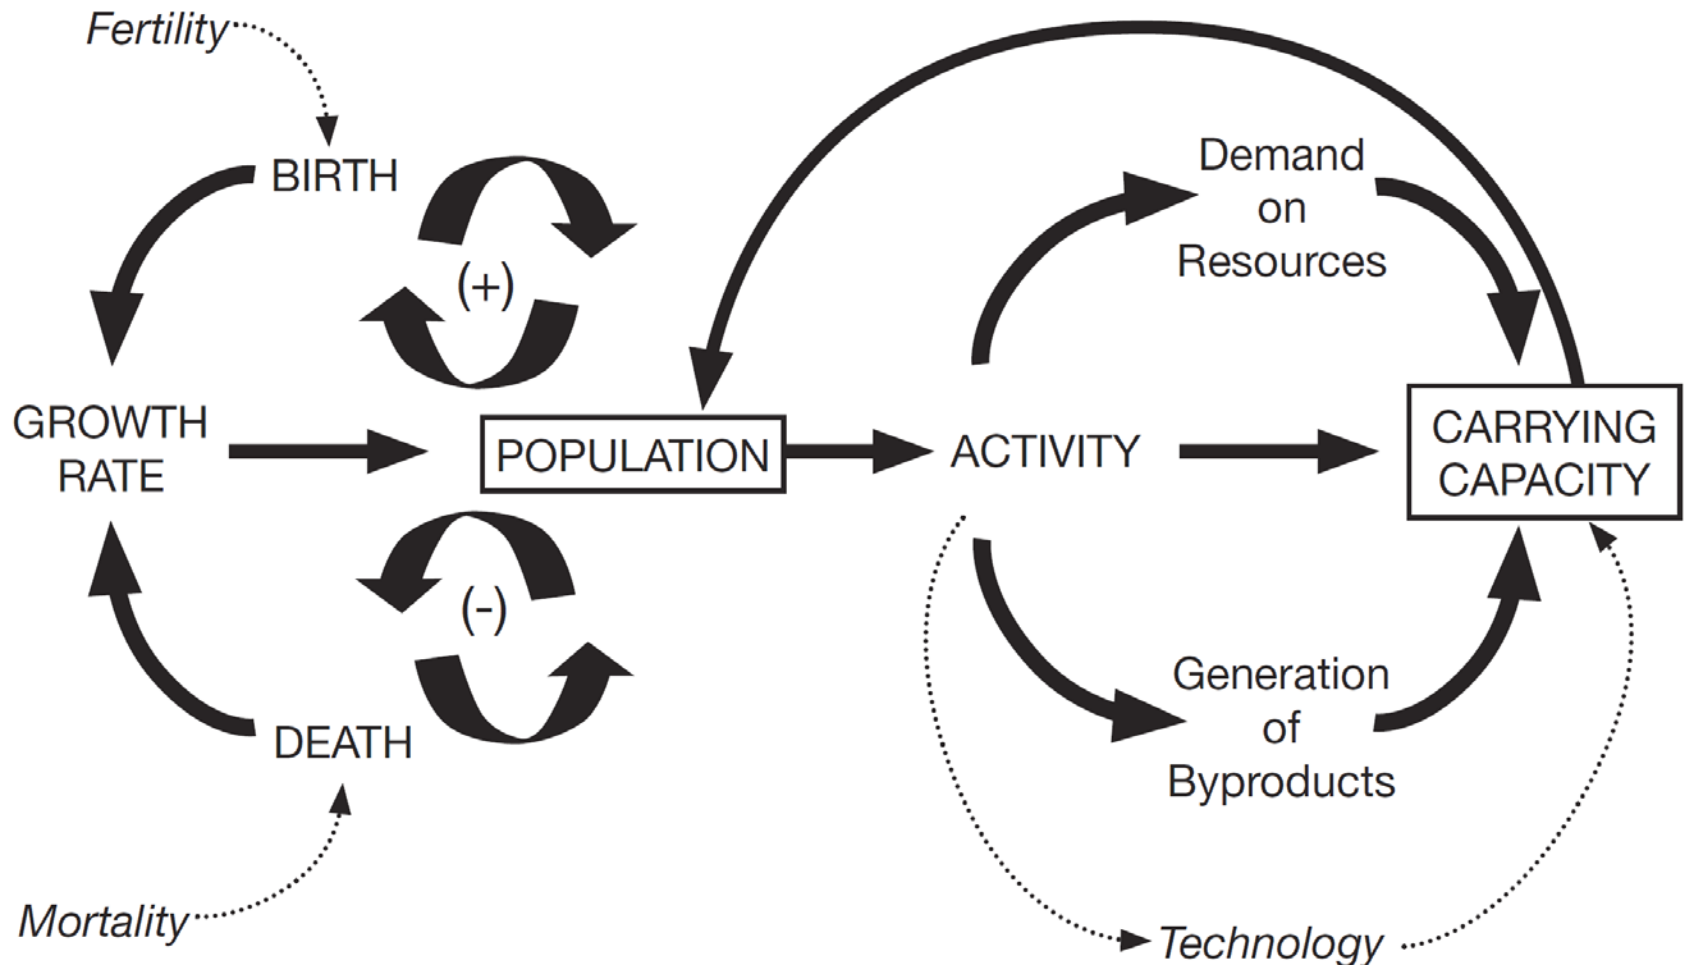 Fertility
BIRTH
(+)
Demand
on
Resources
GROWTH
RATE
POPULATION
ACTIVITY
CARRYING
CAPACITY
(-)
DEATH
Generation
of
Byproducts
Mortality
Technology